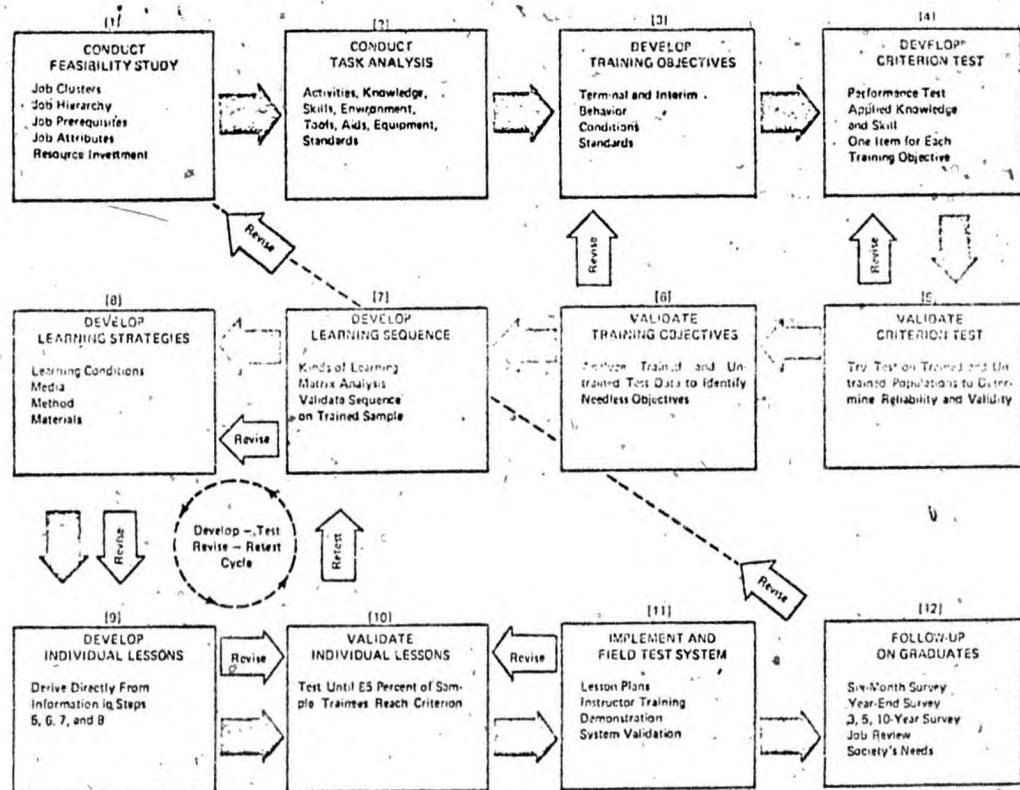 [1]
CONDUCT
FEASIBILITY STUDY
Job Clusters
Job Hierarchy
Job Prerequisites
Job Attributes
Resource Investment
[2]
CONDUCT
TASK ANALYSIS
Activities, Knowledge,
Skills, Environment,
Tools, Aids, Equipment,
Standards
[3]
DEVELOP
TRAINING OBJECTIVES
Terminal and Interim
Behavior
Conditions
Standards
[4]
DEVELOP
CRITERION TEST
Performance Test
Applied Knowledge
and Skill
One Item for Each
Training Objective
Revise
Revise
Revise
[8]
DEVELOP
LEARNING STRATEGIES
Learning Conditions
Media
Method
Materials
[7]
DEVELOP
LEARNING SEQUENCE
Kinds of Learning
Matrix Analysis
Validate Sequence
on Trained Sample
[6]
VALIDATE
TRAINING OBJECTIVES
Analyze Trained and Un-
trained Test Data to Identify
Needless Objectives
[5]
VALIDATE
CRITERION TEST
Try Test on Trained and Un-
trained Populations to Deter-
mine Reliability and Validity
Revise
Revise
Develop – Test
Revise – Retest
Cycle
Retest
Revise
[9]
DEVELOP
INDIVIDUAL LESSONS
Derive Directly From
Information in Steps
5, 6, 7, and 8
Revise
[10]
VALIDATE
INDIVIDUAL LESSONS
Test Until 85 Percent of Sam-
ple Trainees Reach Criterion
Revise
[11]
IMPLEMENT AND
FIELD TEST SYSTEM
Lesson Plans
Instructor Training
Demonstration
System Validation
[12]
FOLLOW-UP
ON GRADUATES
Six-Month Survey
Year-End Survey
3, 5, 10-Year Survey
Job Review
Society's Needs